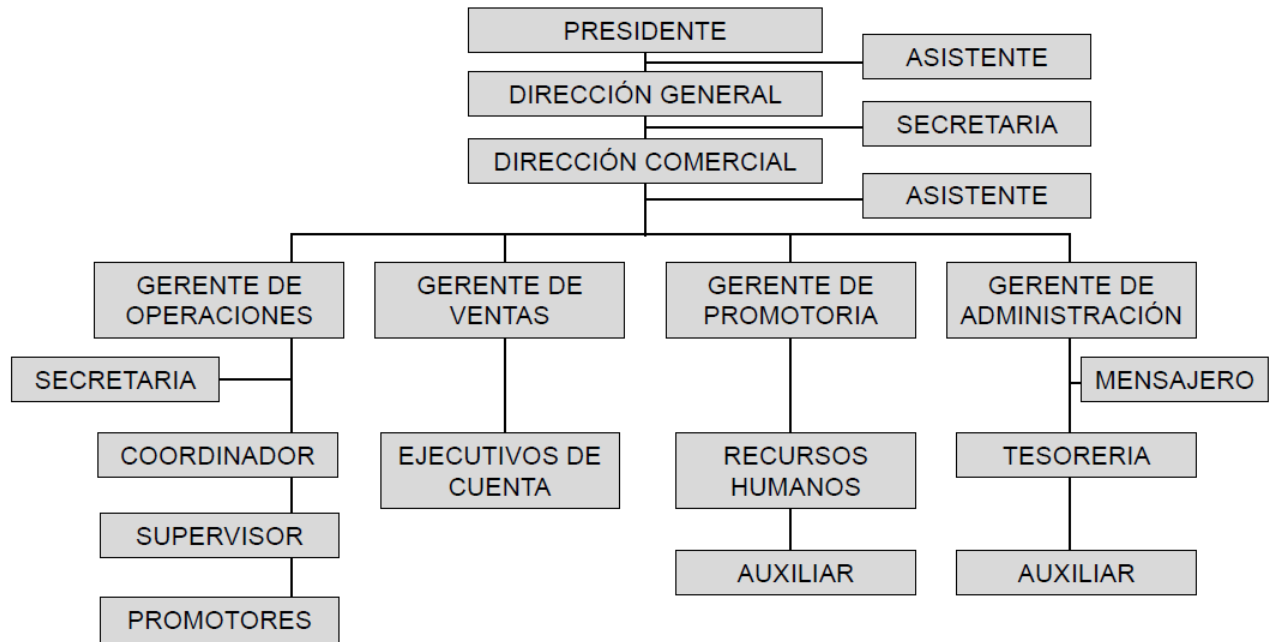 PRESIDENTE
ASISTENTE
DIRECCIÓN GENERAL
SECRETARIA
DIRECCIÓN COMERCIAL
ASISTENTE
GERENTE DE
OPERACIONES
GERENTE DE
VENTAS
GERENTE DE
PROMOTORIA
GERENTE DE
ADMINISTRACIÓN
SECRETARIA
MENSAJERO
COORDINADOR
EJECUTIVOS DE
CUENTA
RECURSOS
HUMANOS
TESORERIA
SUPERVISOR
AUXILIAR
AUXILIAR
PROMOTORES